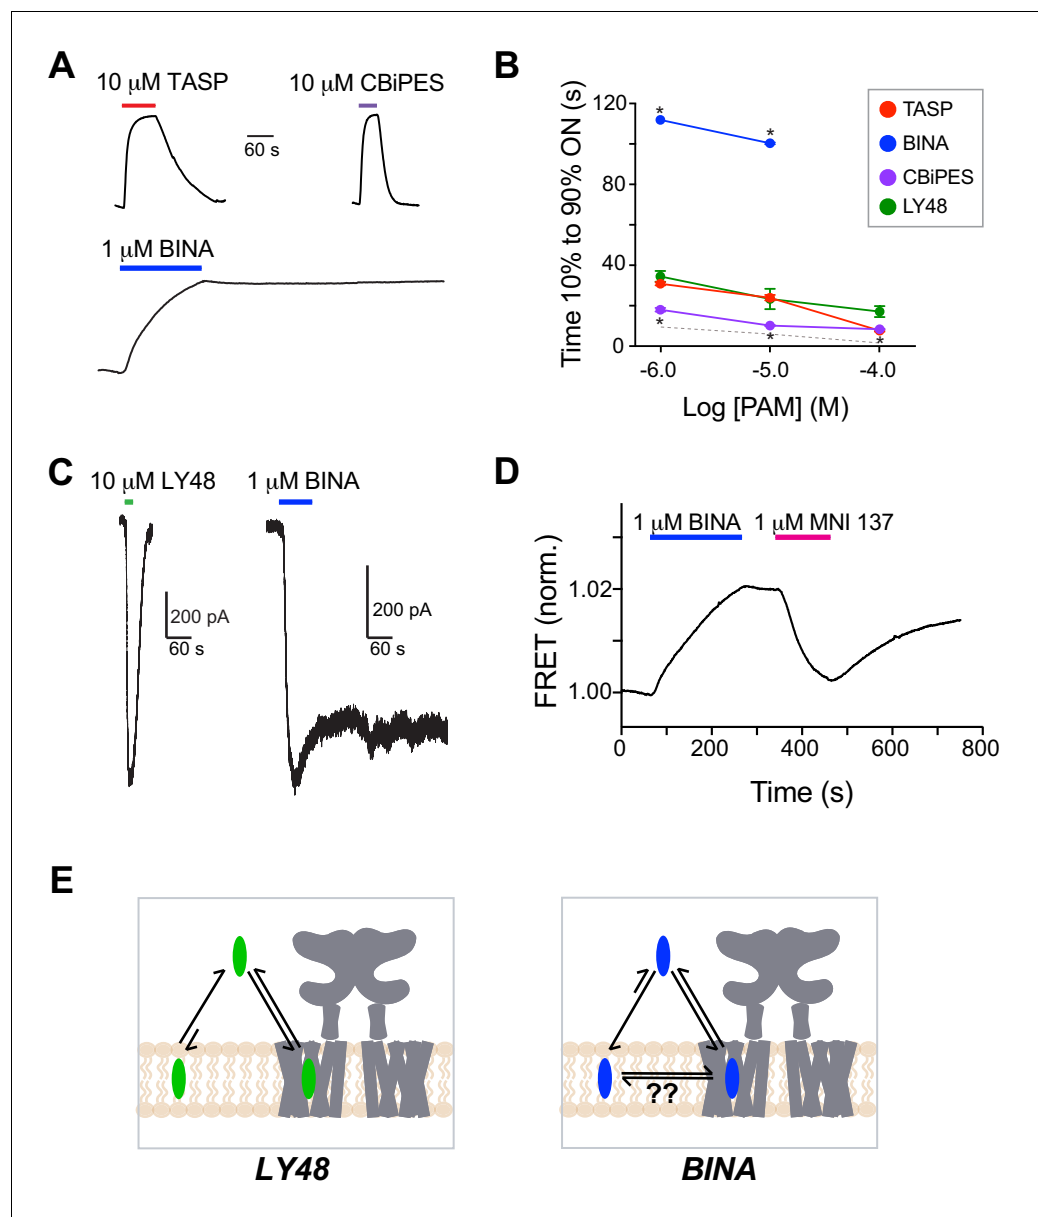 A
10 µM TASP
10 µM CBiPES
60 s
1 µM BINA
B
Time 10% to 90% ON (s)
120
80
40
0
*
*
*
*
*
-6.0
-5.0
-4.0
Log [PAM] (M)
TASP
BINA
CBiPES
LY48
C
10 µM LY48
1 µM BINA
200 pA
60 s
200 pA
60 s
D
1 µM BINA
1 µM MNI 137
FRET (norm.)
1.02
1.00
0
200
400
600
800
Time (s)
E
??
LY48
BINA